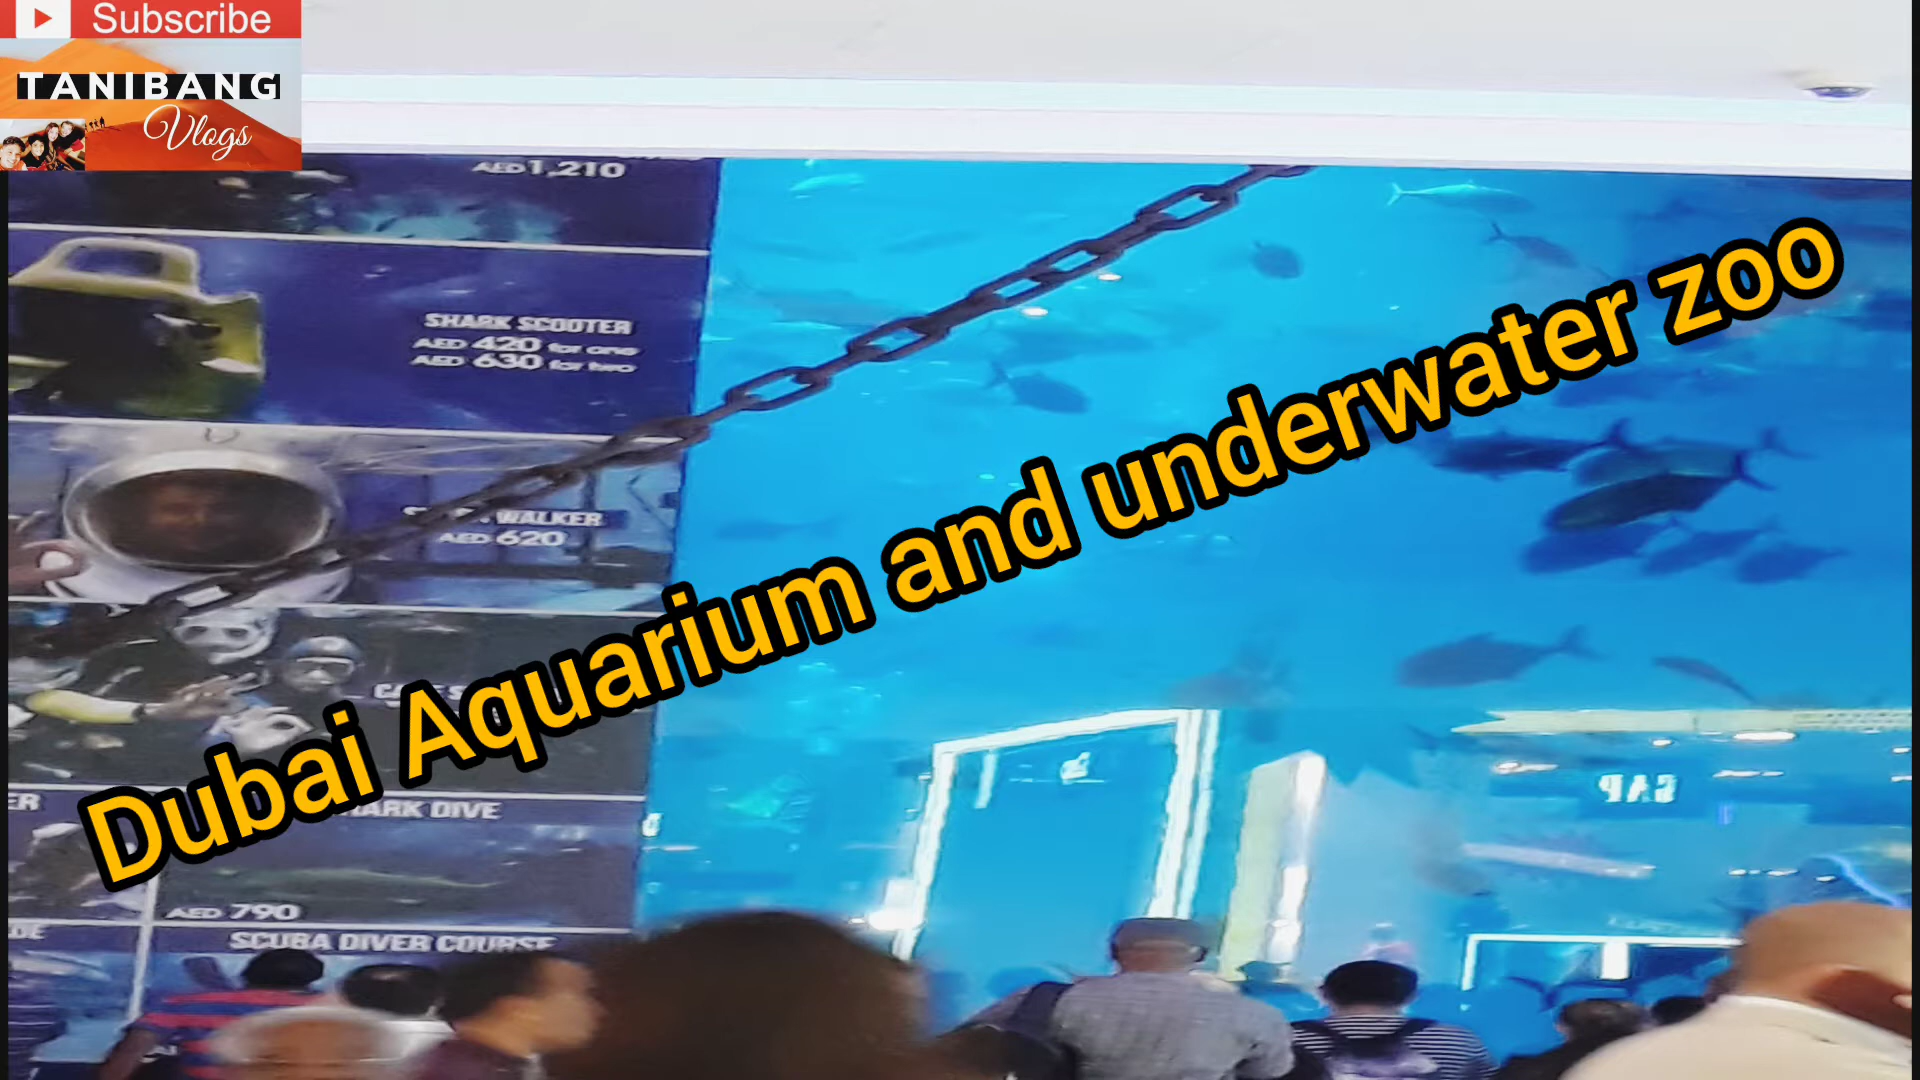 Subscribe
TANIBANG
Vlogs
AED 1,210
SHARK SCOOTER
AED 420 for one
AED 630 for two
WALKER
AED 620
Dubai Aquarium and underwater zoo
DIVE
AED 790
SCUBA DIVER COURSE
GAP